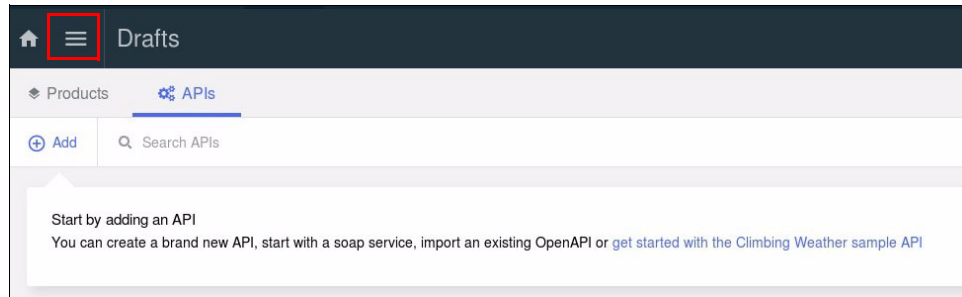 Drafts
Products
APIs
Add
Search APIs
Start by adding an API
You can create a brand new API, start with a soap service, import an existing OpenAPI or get started with the Climbing Weather sample API